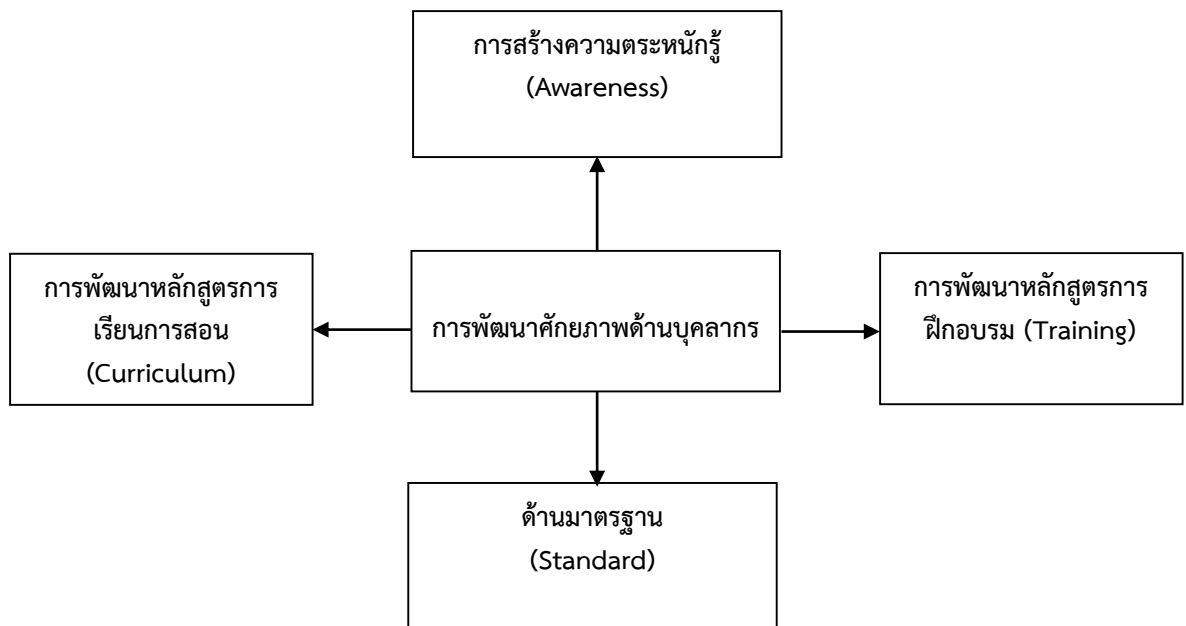 การสร้างความตระหนักรู้
(Awareness)
การพัฒนาหลักสูตรการ
เรียนการสอน
(Curriculum)
การพัฒนาศักยภาพด้านบุคลากร
การพัฒนาหลักสูตรการ
ฝึกอบรม (Training)
ด้านมาตรฐาน
(Standard)